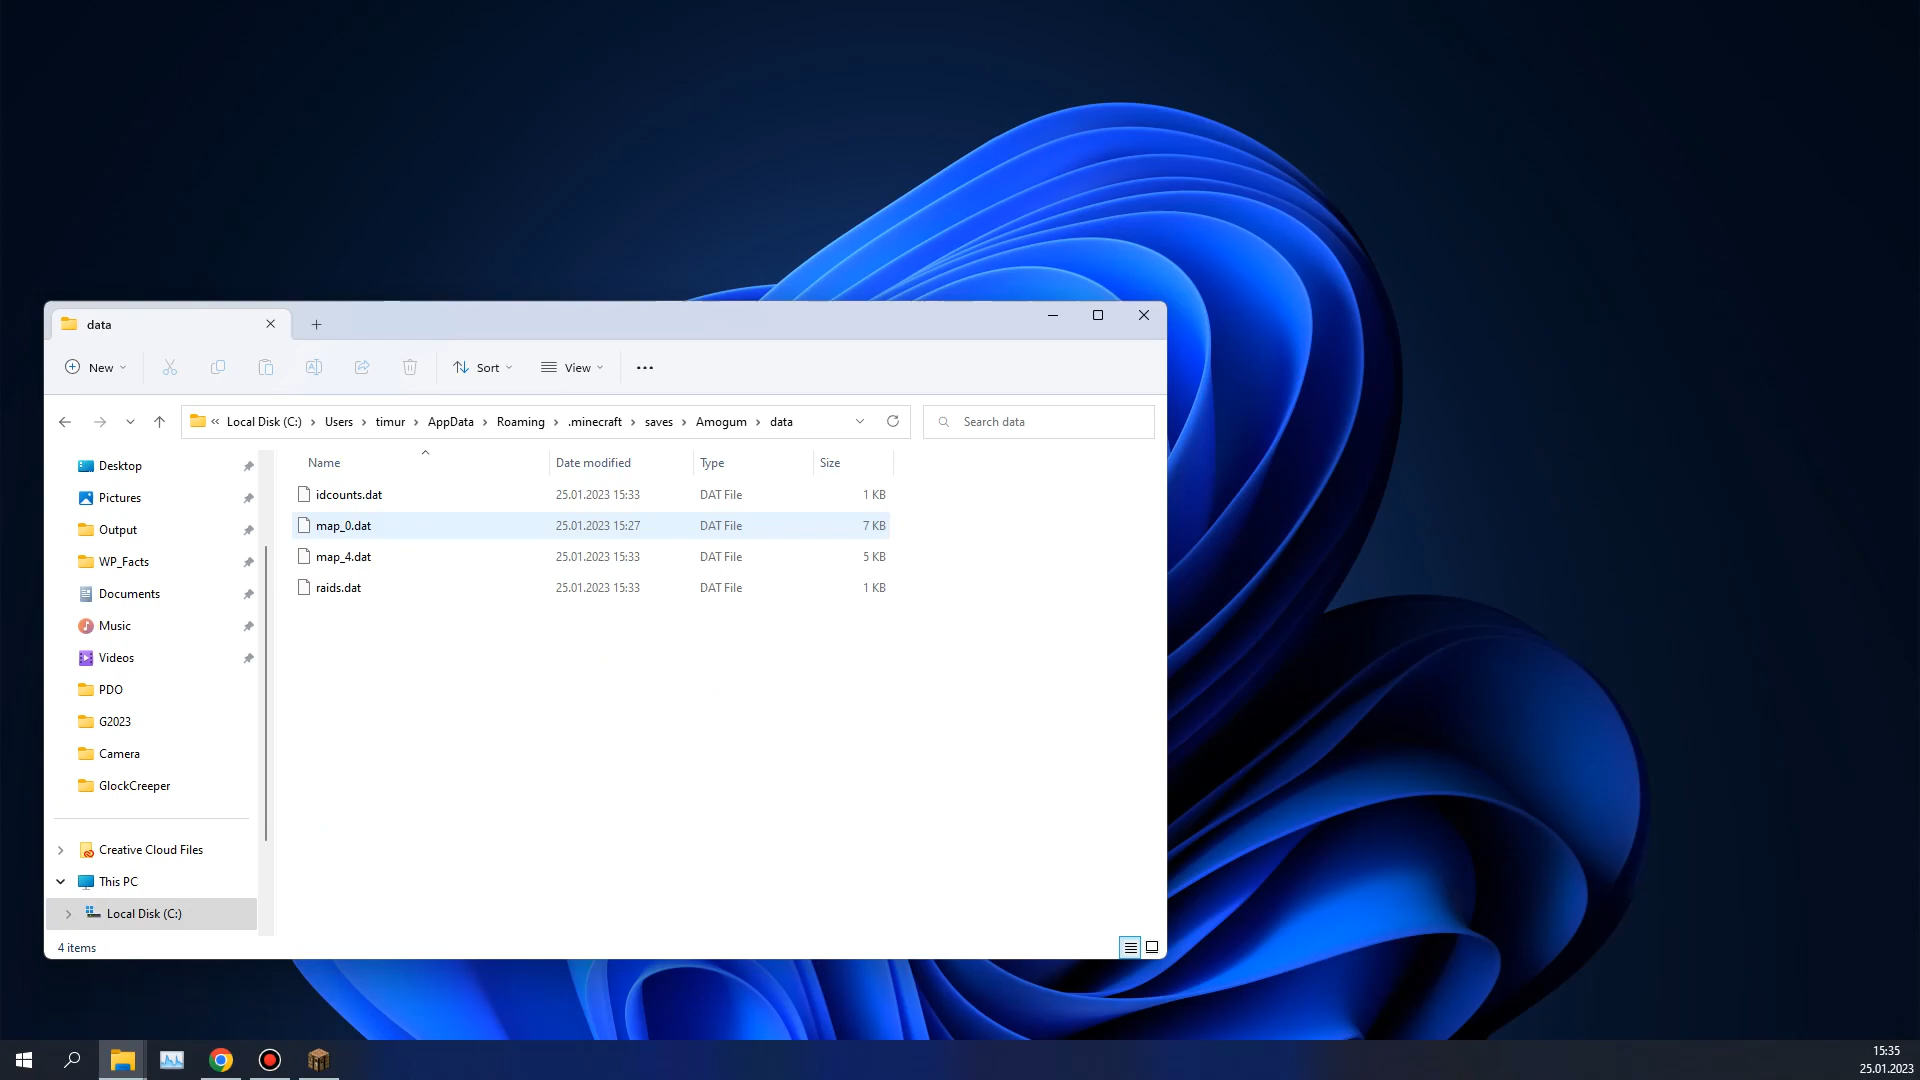 data
New
Sort
View
Local Disk (C:) > Users > timur > AppData > Roaming > .minecraft > saves > Amogum > data
Search data
Name Date modified Type Size
idcounts.dat 25.01.2023 15:33 DAT File 1 KB
map_0.dat 25.01.2023 15:27 DAT File 7 KB
map_4.dat 25.01.2023 15:33 DAT File 5 KB
raids.dat 25.01.2023 15:33 DAT File 1 KB
Desktop
Pictures
Output
WP_Facts
Documents
Music
Videos
PDO
G2023
Camera
GlockCreeper
Creative Cloud Files
This PC
Local Disk (C:)
4 items
15:35
25.01.2023